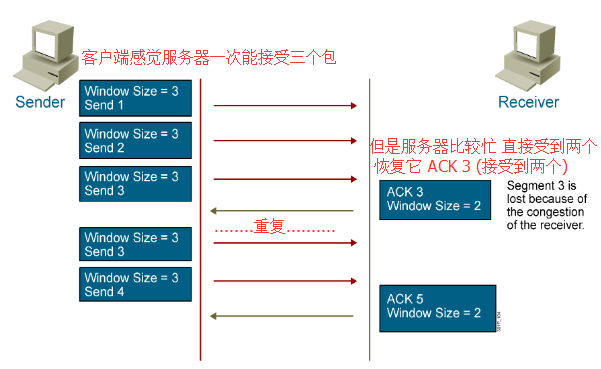 客户端感觉服务器一次能接受三个包
Sender
Receiver
Window Size = 3
Send 1
Window Size = 3
Send 2
但是服务器比较忙 直接受到两个
恢复它 ACK 3 (接受到两个)
Window Size = 3
Send 3
ACK 3
Window Size = 2
Segment 3 is
lost because of
the congestion
of the receiver.
........重复..........
Window Size = 3
Send 3
Window Size = 3
Send 4
ACK 5
Window Size = 2